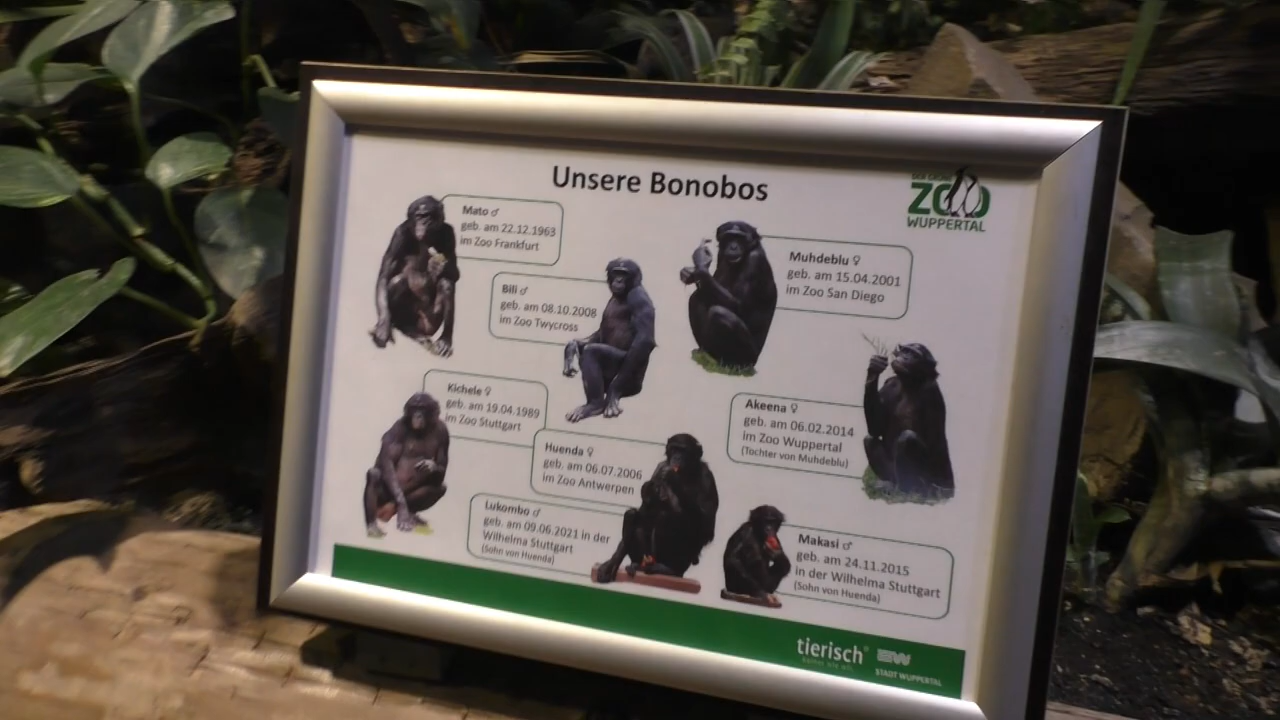 Unsere Bonobos
DER GRÜNE
ZOO
WUPPERTAL
Mato ♂
geb. am 22.12.1963
im Zoo Frankfurt
Bili ♂
geb. am 08.10.2008
im Zoo Twycross
Muhdeblu ♀
geb. am 15.04.2001
im Zoo San Diego
Kichele ♀
geb. am 19.04.1989
im Zoo Stuttgart
Huenda ♀
geb. am 06.07.2006
im Zoo Antwerpen
Akeena ♀
geb. am 06.02.2014
im Zoo Wuppertal
(Tochter von Muhdeblu)
Lukombo ♂
geb. am 09.06.2021 in der
Wilhelma Stuttgart
(Sohn von Huenda)
Makasi ♂
geb. am 24.11.2015
in der Wilhelma Stuttgart
(Sohn von Huenda)
tierisch®
STADT WUPPERTAL